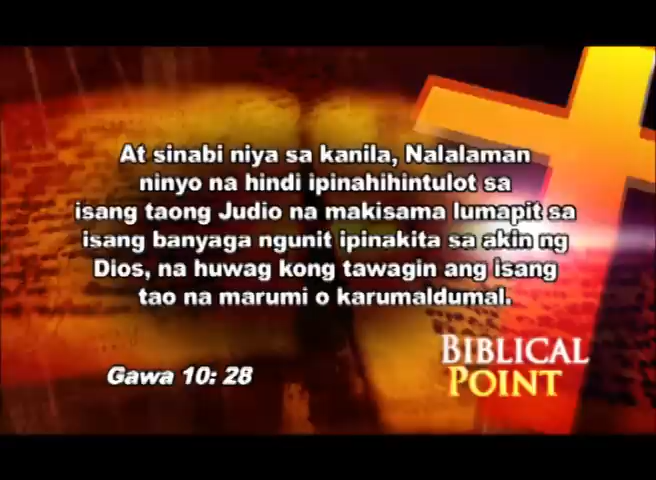 At sinabi niya sa kanila, Nalalaman
ninyo na hindi ipinahihintulot sa
isang taong Judio na makisama lumapit sa
isang banyaga ngunit ipinakita sa akin ng
Dios, na huwag kong tawagin ang isang
tao na marumi o karumaldumal.
Gawa 10: 28
BIBLICAL
POINT